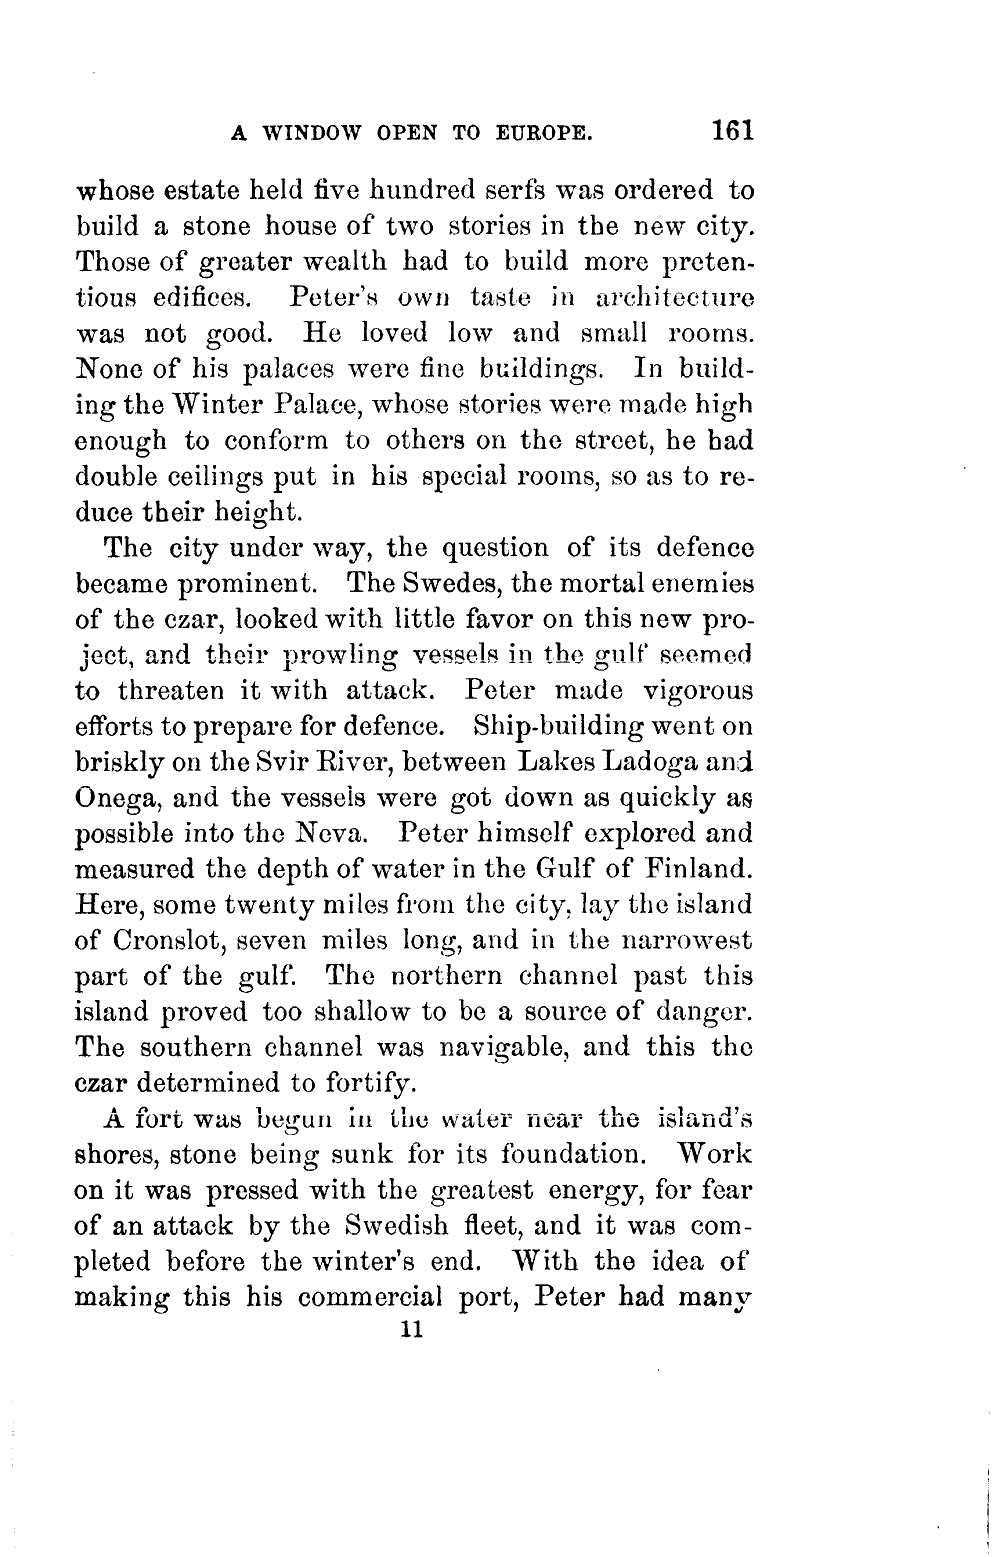 A WINDOW OPEN TO EUROPE. 161
whose estate held five hundred serfs was ordered to
build a stone house of two stories in the new city.
Those of greater wealth had to build more preten-
tious edifices. Peter's own taste in architecture
was not good. He loved low and small rooms.
None of his palaces were fine buildings. In build-
ing the Winter Palace, whose stories were made high
enough to conform to others on the street, he had
double ceilings put in his special rooms, so as to re-
duce their height.
The city under way, the question of its defence
became prominent. The Swedes, the mortal enemies
of the czar, looked with little favor on this new pro-
ject, and their prowling vessels in the gulf seemed
to threaten it with attack. Peter made vigorous
efforts to prepare for defence. Ship-building went on
briskly on the Svir River, between Lakes Ladoga and
Onega, and the vessels were got down as quickly as
possible into the Neva. Peter himself explored and
measured the depth of water in the Gulf of Finland.
Here, some twenty miles from the city, lay the island
of Cronslot, seven miles long, and in the narrowest
part of the gulf. The northern channel past this
island proved too shallow to be a source of danger.
The southern channel was navigable, and this the
czar determined to fortify.
A fort was begun in the water near the island's
shores, stone being sunk for its foundation. Work
on it was pressed with the greatest energy, for fear
of an attack by the Swedish fleet, and it was com-
pleted before the winter's end. With the idea of
making this his commercial port, Peter had many
11